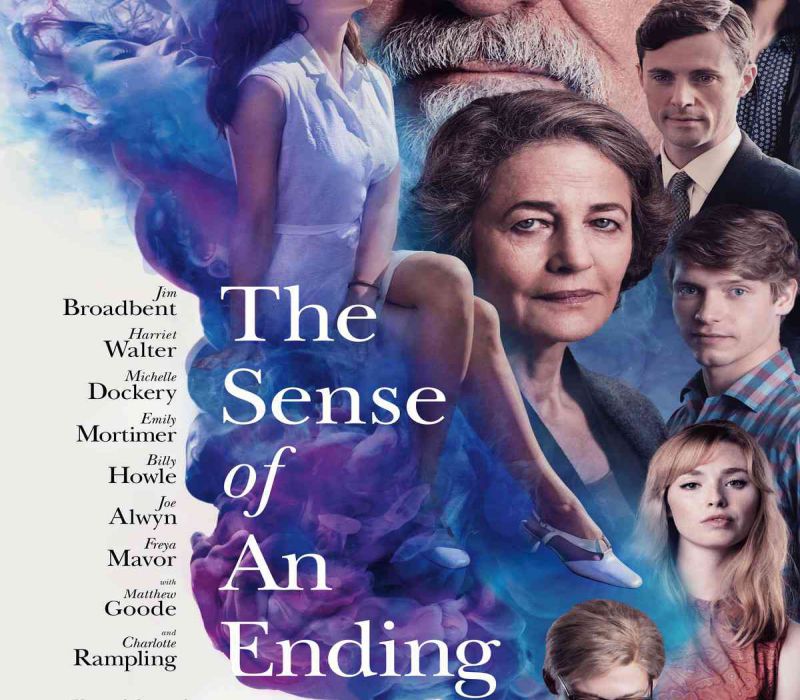 Jim
Broadbent
Harriet
Walter
Michelle
Dockery
Emily
Mortimer
Billy
Howle
Joe
Alwyn
Freya
Mavor
with
Matthew
Goode
and
Charlotte
Rampling
The
Sense
of
An
Ending